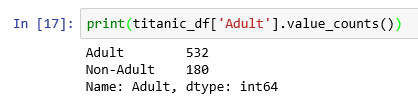 In [17]: print(titanic_df['Adult'].value_counts())
Adult 532
Non-Adult 180
Name: Adult, dtype: int64